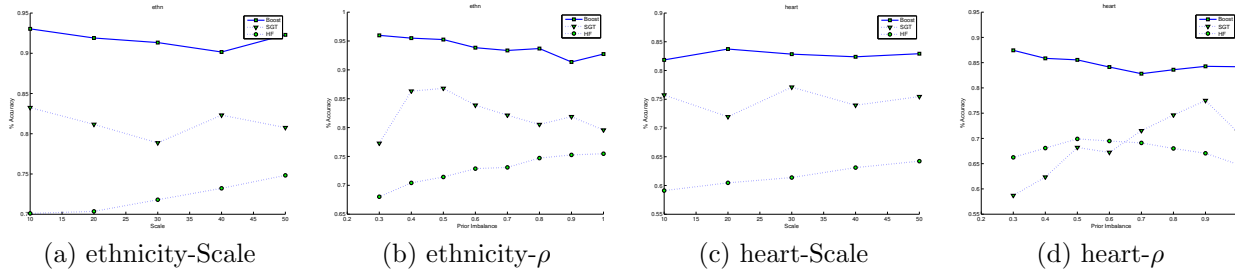 ethn
0.95
0.9
0.85
0.8
0.75
0.7
% Accuracy
10 15 20 25 30 35 40 45 50
Scale
Boost
SGT
HF
(a) ethnicity-Scale
ethn
1
0.95
0.9
0.85
0.8
0.75
0.7
0.65
% Accuracy
0.2 0.3 0.4 0.5 0.6 0.7 0.8 0.9 1
Prior Imbalance
Boost
SGT
HF
(b) ethnicity-ρ
heart
0.9
0.85
0.8
0.75
0.7
0.65
0.6
0.55
% Accuracy
10 15 20 25 30 35 40 45 50
Scale
Boost
SGT
HF
(c) heart-Scale
heart
0.95
0.9
0.85
0.8
0.75
0.7
0.65
0.6
0.55
% Accuracy
0.2 0.3 0.4 0.5 0.6 0.7 0.8 0.9
Prior Imbalance
Boost
SGT
HF
(d) heart-ρ